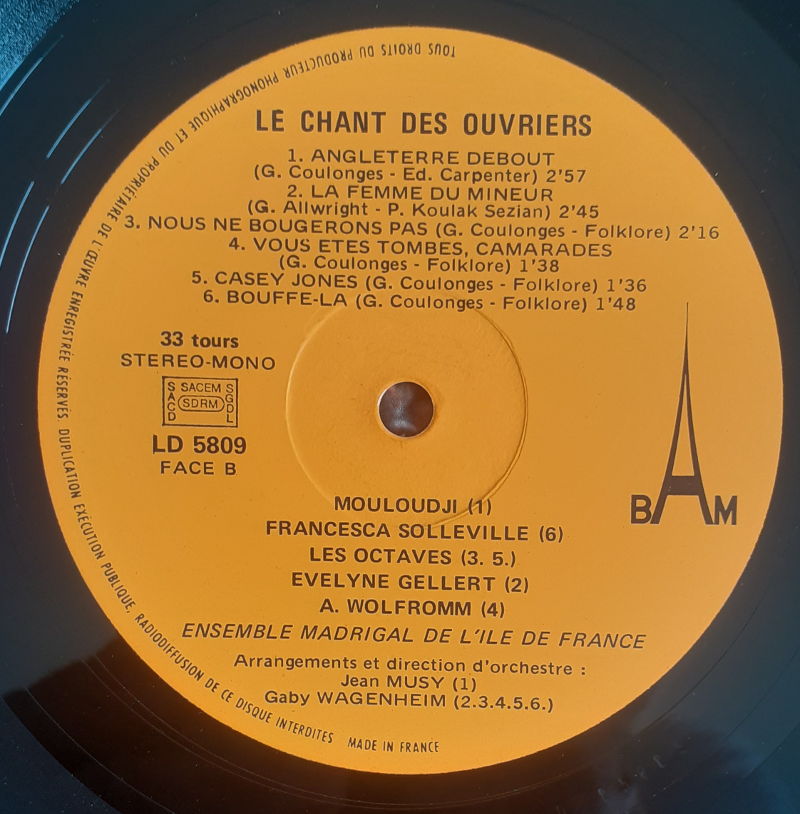 TOUS DROITS DU PRODUCTEUR PHONOGRAPHIQUE ET DU PROPRIÉTAIRE DE L'ŒUVRE ENREGISTRÉE RÉSERVÉS. DUPLICATION EXÉCUTION PUBLIQUE, RADIODIFFUSION DE CE DISQUE INTERDITES MADE IN FRANCE
LE CHANT DES OUVRIERS
1. ANGLETERRE DEBOUT
(G. Coulonges - Ed. Carpenter) 2'57
2. LA FEMME DU MINEUR
(G. Allwright - P. Koulak Sezian) 2'45
3. NOUS NE BOUGERONS PAS (G. Coulonges - Folklore) 2'16
4. VOUS ETES TOMBES, CAMARADES
(G. Coulonges - Folklore) 1'38
5. CASEY JONES (G. Coulonges - Folklore) 1'36
6. BOUFFE-LA (G. Coulonges - Folklore) 1'48
33 tours
STEREO-MONO
SACD SACEM SDRM SGDL
LD 5809
FACE B
BAM
MOULOUDJI (1)
FRANCESCA SOLLEVILLE (6)
LES OCTAVES (3. 5.)
EVELYNE GELLERT (2)
A. WOLFROMM (4)
ENSEMBLE MADRIGAL DE L'ILE DE FRANCE
Arrangements et direction d'orchestre :
Jean MUSY (1)
Gaby WAGENHEIM (2.3.4.5.6.)